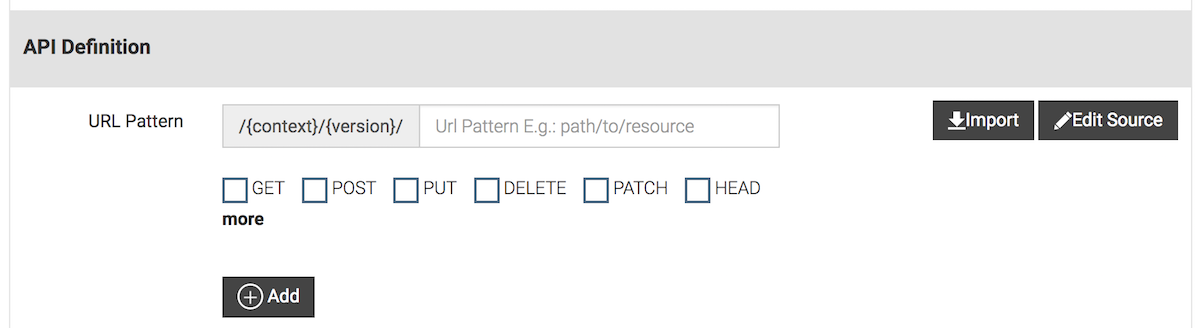 API Definition
URL Pattern /{context}/{version}/ Url Pattern E.g.: path/to/resource Import Edit Source
GET POST PUT DELETE PATCH HEAD
more
Add